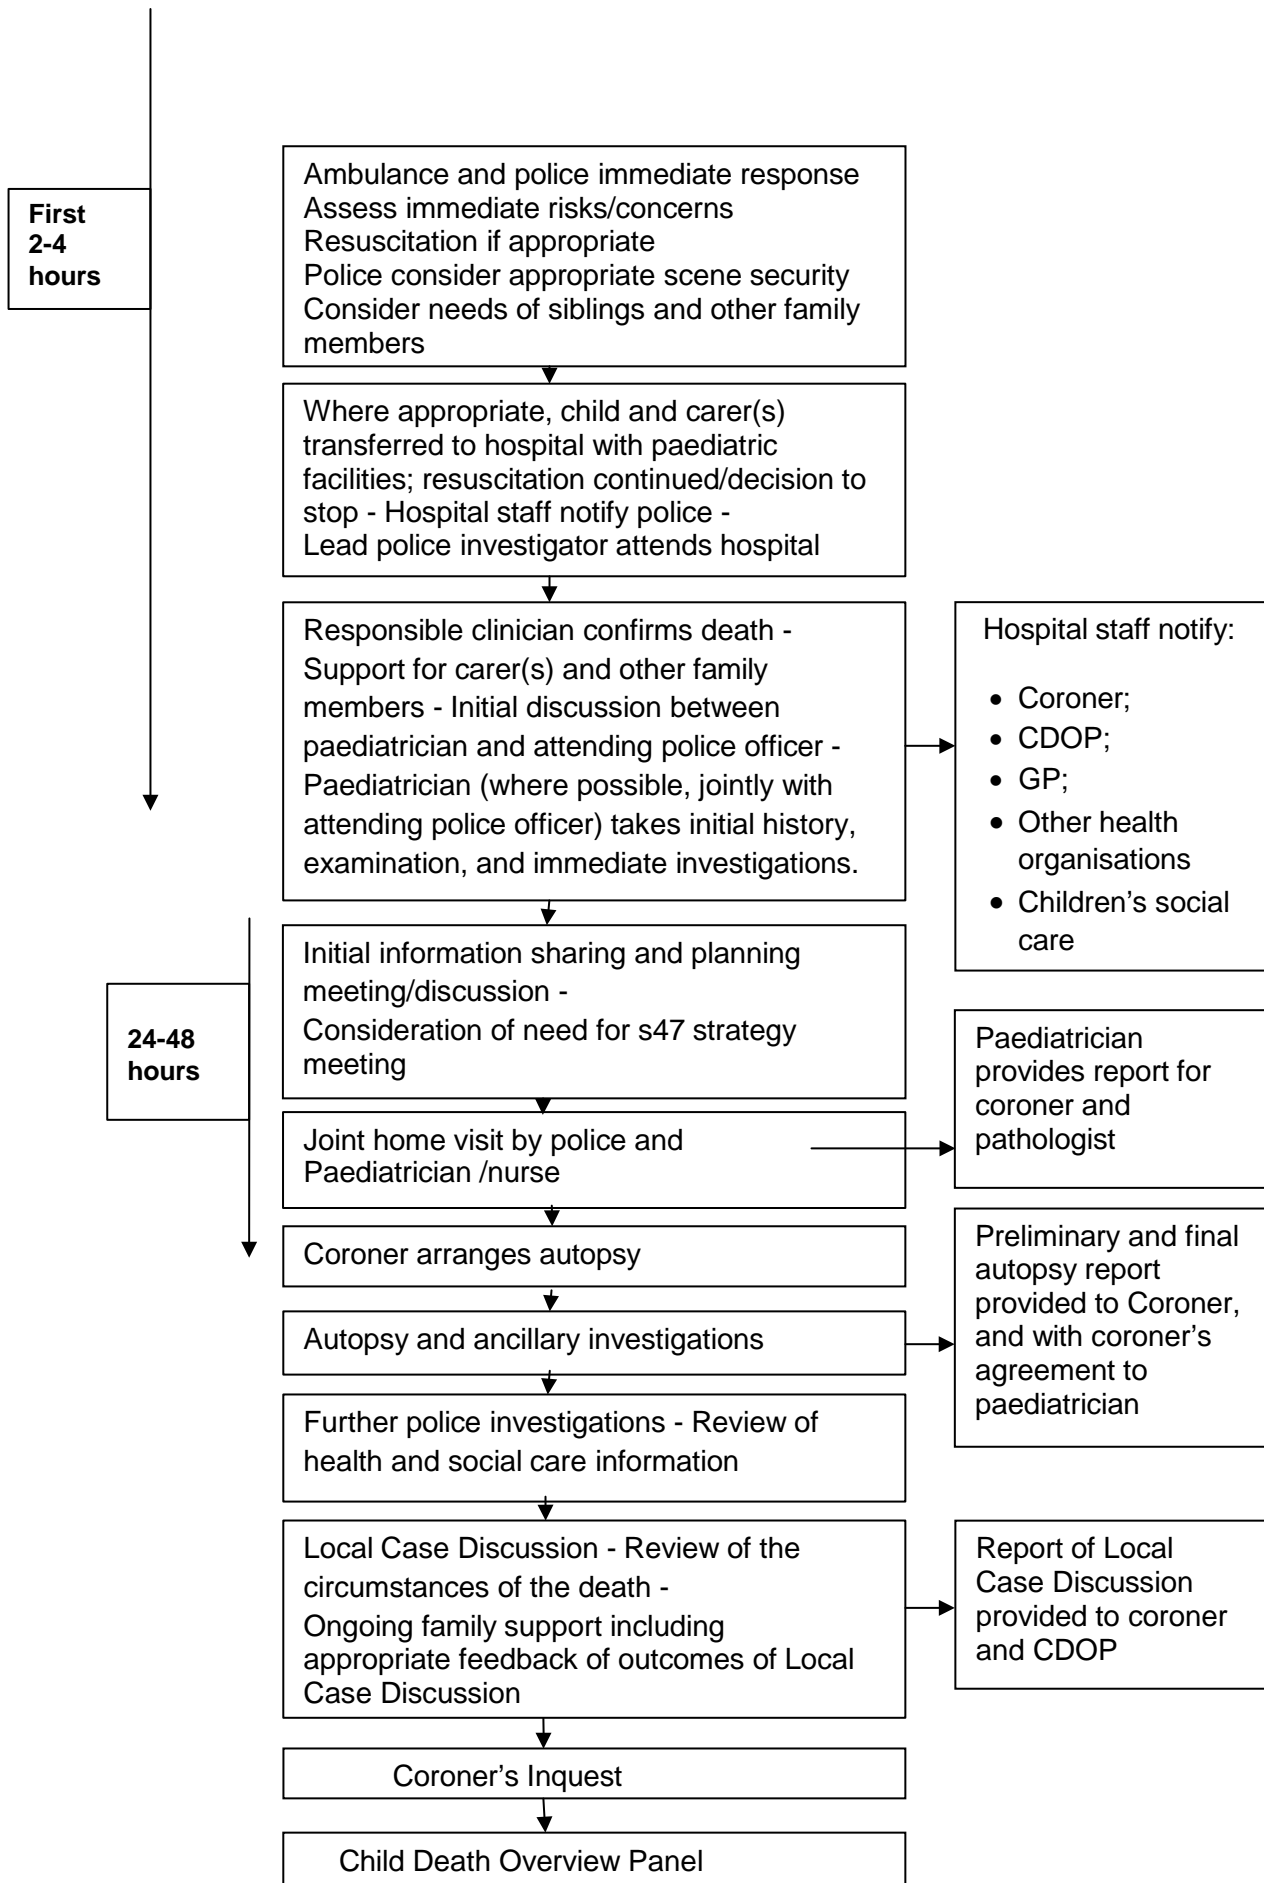 First
2-4
hours
Ambulance and police immediate response
Assess immediate risks/concerns
Resuscitation if appropriate
Police consider appropriate scene security
Consider needs of siblings and other family
members
Where appropriate, child and carer(s)
transferred to hospital with paediatric
facilities; resuscitation continued/decision to
stop - Hospital staff notify police -
Lead police investigator attends hospital
Responsible clinician confirms death -
Support for carer(s) and other family
members - Initial discussion between
paediatrician and attending police officer -
Paediatrician (where possible, jointly with
attending police officer) takes initial history,
examination, and immediate investigations.
Hospital staff notify:
• Coroner;
• CDOP;
• GP;
• Other health
organisations
• Children’s social
care
24-48
hours
Initial information sharing and planning
meeting/discussion -
Consideration of need for s47 strategy
meeting
Joint home visit by police and
Paediatrician /nurse
Paediatrician
provides report for
coroner and
pathologist
Coroner arranges autopsy
Autopsy and ancillary investigations
Preliminary and final
autopsy report
provided to Coroner,
and with coroner’s
agreement to
paediatrician
Further police investigations - Review of
health and social care information
Local Case Discussion - Review of the
circumstances of the death -
Ongoing family support including
appropriate feedback of outcomes of Local
Case Discussion
Report of Local
Case Discussion
provided to coroner
and CDOP
Coroner’s Inquest
Child Death Overview Panel